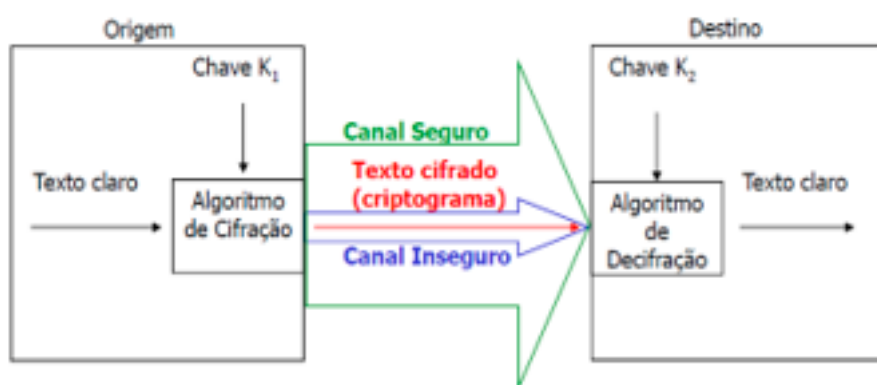 Origem
Destino
Chave K₁
Chave K₂
Canal Seguro
Texto cifrado
(criptograma)
Texto claro
Algoritmo
de Cifração
Canal Inseguro
Algoritmo
de
Decifração
Texto claro